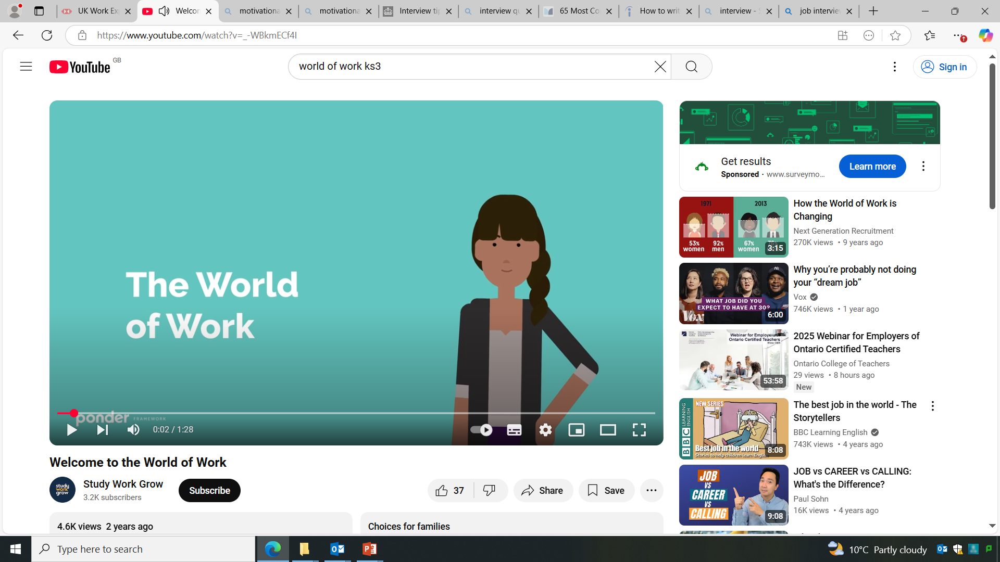 UK Work Ex
Welcor
motivationa
motivationa
Interview tip
interview qu
65 Most Co
How to writ
interview - S
job interview
https://www.youtube.com/watch?v=_-WBkmECf4I
YouTube GB
world of work ks3
Sign in
The World
of Work
ponder FRAMEWORK
0:02 / 1:28
Welcome to the World of Work
study work grow
Study Work Grow
3.2K subscribers
Subscribe
37
Share
Save
4.6K views 2 years ago
Choices for families
Get results
Sponsored · www.surveymo...
Learn more
1971 2013
53% women
92% men
67% women
3:15
How the World of Work is
Changing
Next Generation Recruitment
270K views • 9 years ago
WHAT JOB DID YOU
EXPECT TO HAVE AT 30?
Vox
6:00
Why you’re probably not doing
your “dream job”
Vox
746K views • 1 year ago
Webinar for Employers of
Ontario Certified Teachers
Winter 2025
53:58
2025 Webinar for Employers of
Ontario Certified Teachers
Ontario College of Teachers
29 views • 8 hours ago
New
NEW SERIES
BBC LEARNING ENGLISH
Best job in the world
Stories to help children learn English
8:08
The best job in the world - The
Storytellers
BBC Learning English
743K views • 4 years ago
JOB
VS
CAREER
VS
CALLING
9:08
JOB vs CAREER vs CALLING:
What's the Difference?
Paul Sohn
16K views • 4 years ago
Type here to search
10°C Partly cloudy